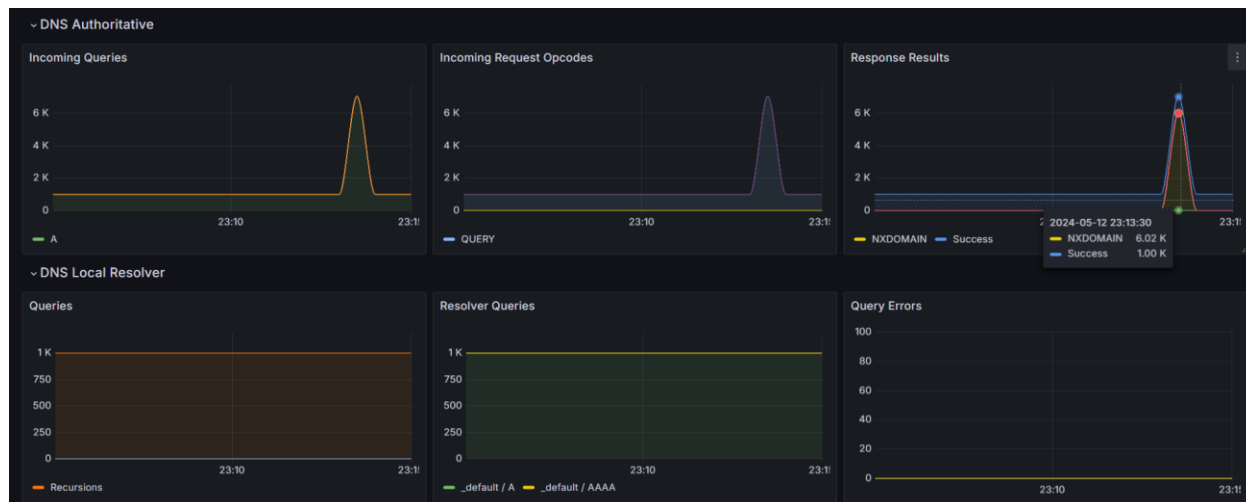 DNS Authoritative
Incoming Queries
6 K
4 K
2 K
0
23:10
A
Incoming Request Opcodes
6 K
4 K
2 K
0
23:10
QUERY
Response Results
6 K
4 K
2 K
0
NXDOMAIN Success
2024-05-12 23:13:30
NXDOMAIN 6.02 K
Success 1.00 K
DNS Local Resolver
Queries
1 K
750
500
250
0
23:10
Recursions
Resolver Queries
1 K
750
500
250
0
23:10
_default / A _default / AAAA
Query Errors
100
80
60
40
20
0
23:10